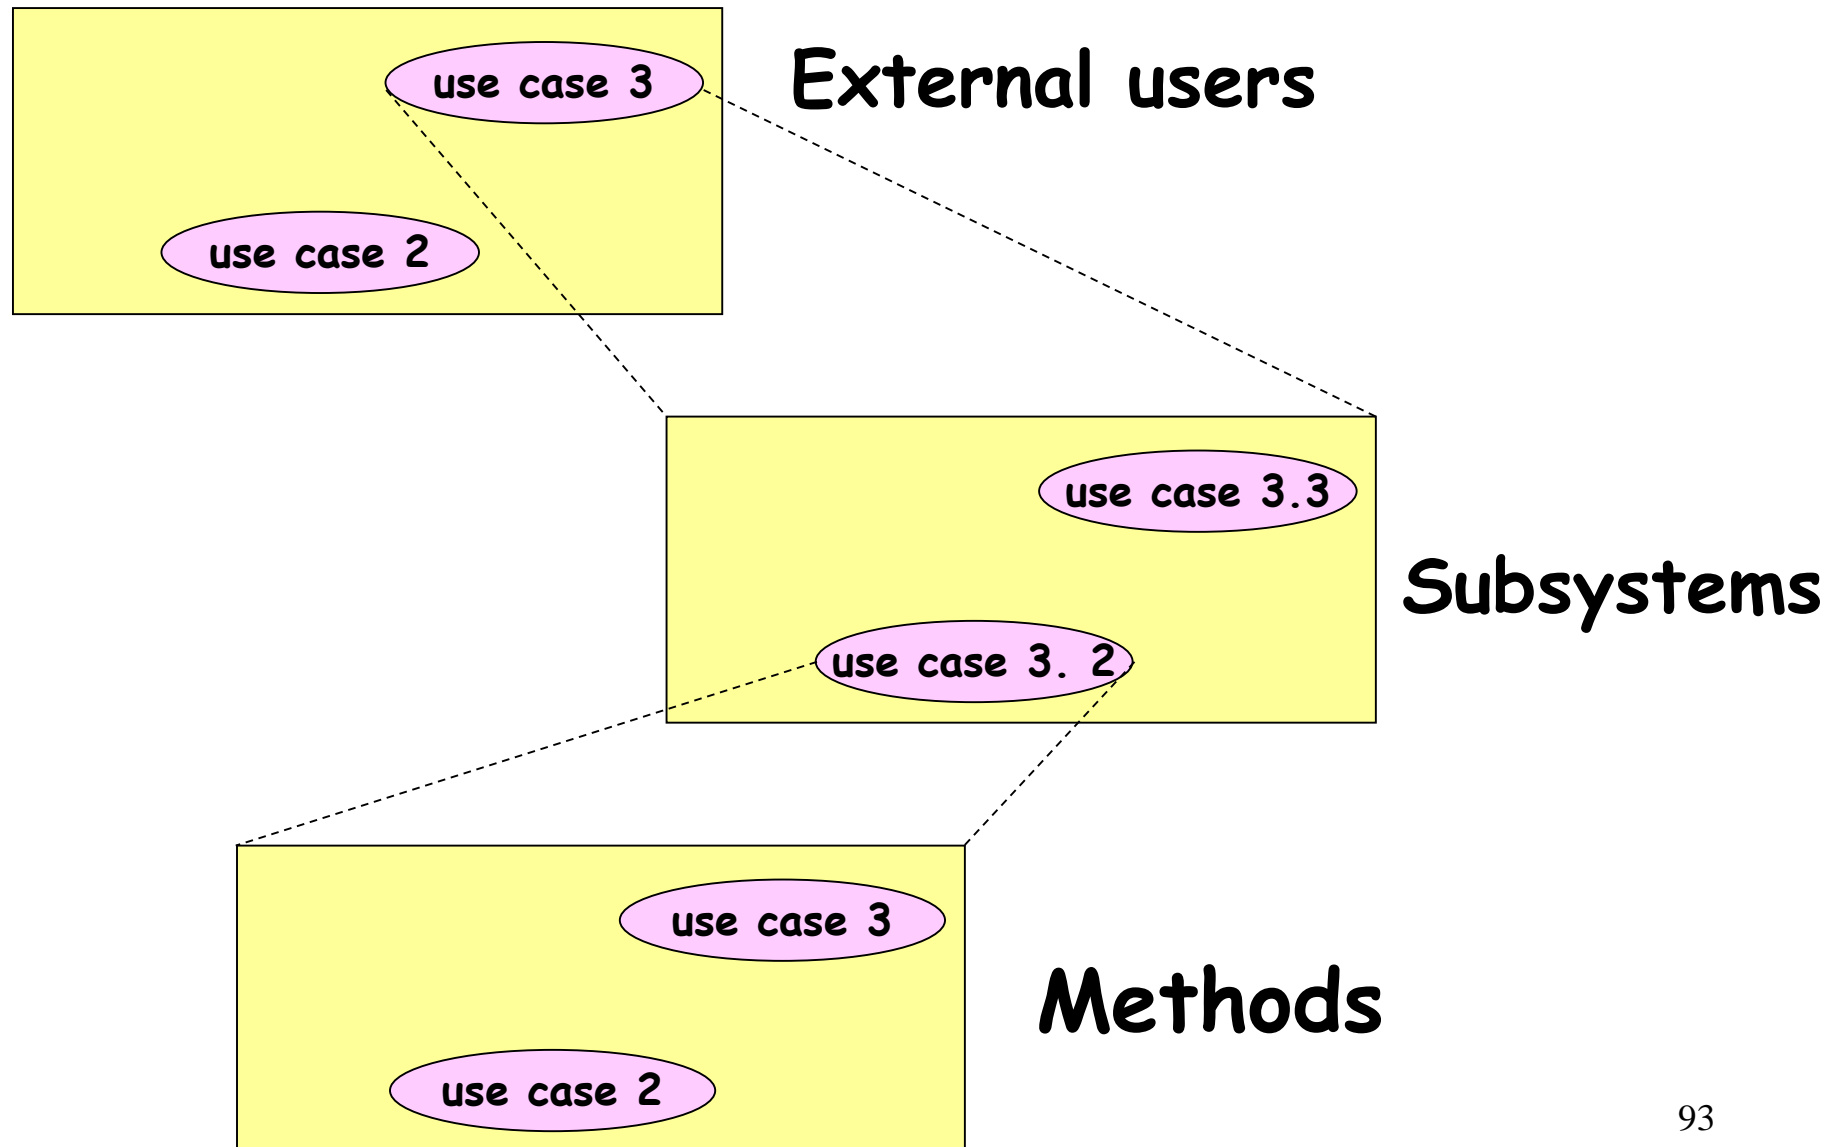 use case 3
External users
use case 2
use case 3.3
Subsystems
use case 3. 2
use case 3
Methods
use case 2
93